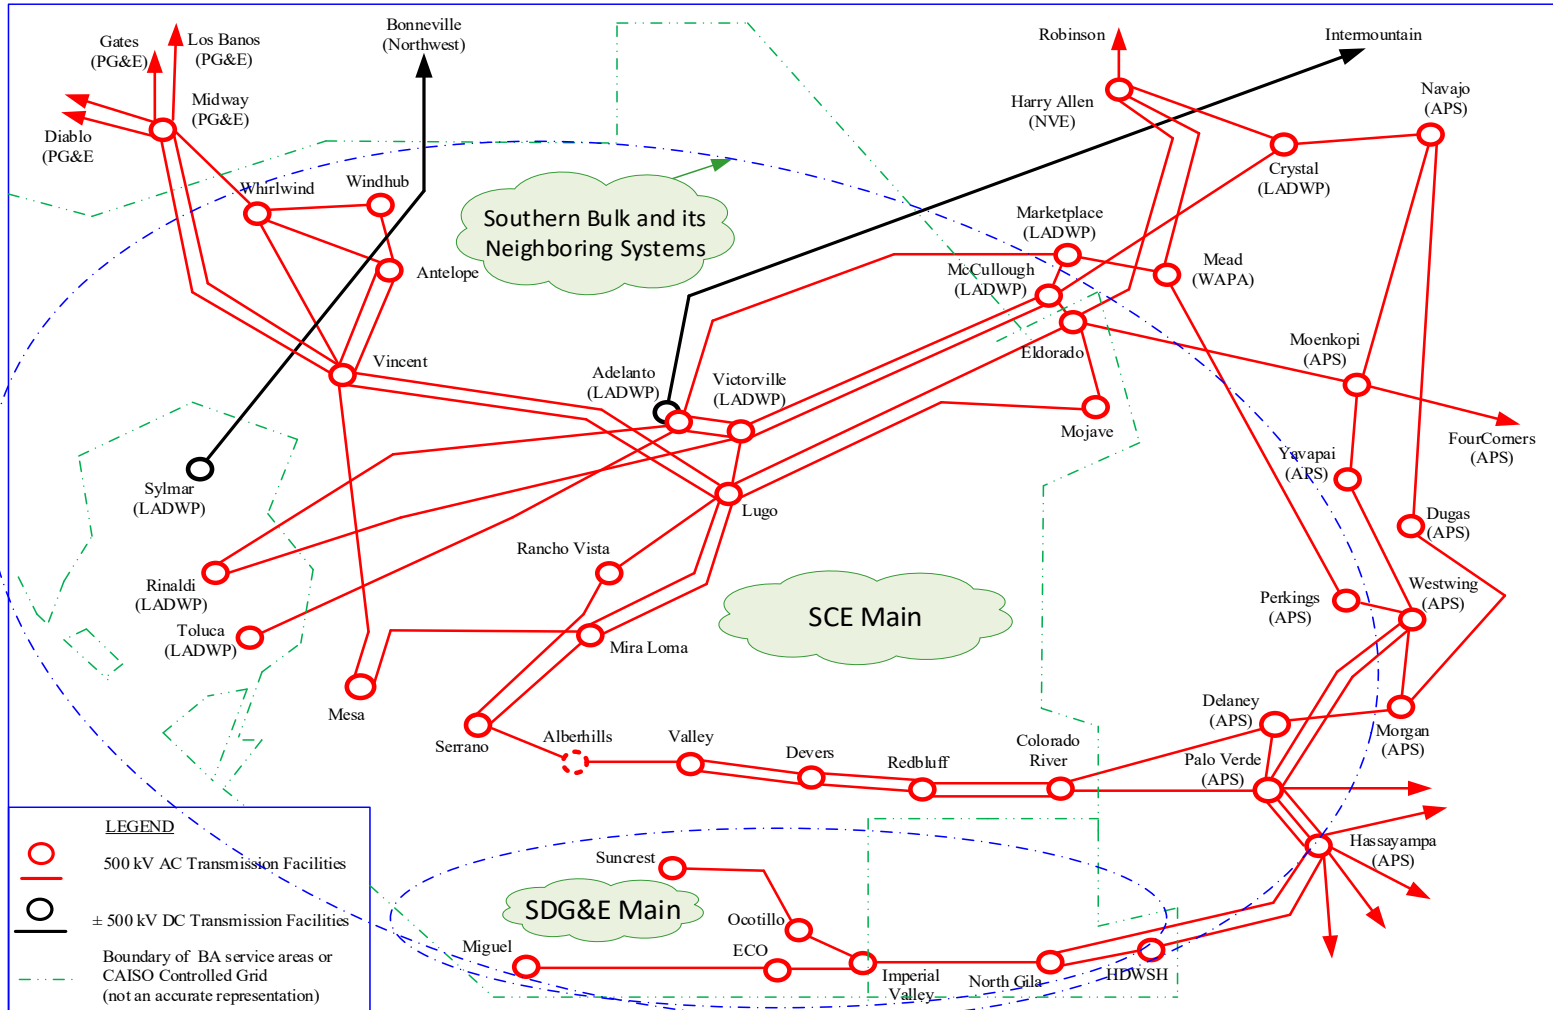 Bonneville
(Northwest)
Gates
(PG&E)
Los Banos
(PG&E)
Midway
(PG&E)
Diablo
(PG&E
Robinson
Intermountain
Harry Allen
(NVE)
Navajo
(APS)
Crystal
(LADWP)
Whirlwind
Windhub
Antelope
Southern Bulk and its
Neighboring Systems
Marketplace
(LADWP)
McCullough
(LADWP)
Mead
(WAPA)
Eldorado
Moenkopi
(APS)
Vincent
Adelanto
(LADWP)
Victorville
(LADWP)
Mojave
FourCorners
(APS)
Yavapai
(APS)
Sylmar
(LADWP)
Lugo
Dugas
(APS)
Rancho Vista
Rinaldi
(LADWP)
Toluca
(LADWP)
SCE Main
Perkings
(APS)
Westwing
(APS)
Mira Loma
Mesa
Serrano
Alberhills
Valley
Devers
Redbluff
Colorado
River
Delaney
(APS)
Morgan
(APS)
Palo Verde
(APS)
Hassayampa
(APS)
Suncrest
SDG&E Main
Ocotillo
Miguel
ECO
Imperial
Valley
North Gila
HDWSH
LEGEND
500 kV AC Transmission Facilities
± 500 kV DC Transmission Facilities
Boundary of BA service areas or
CAISO Controlled Grid
(not an accurate representation)